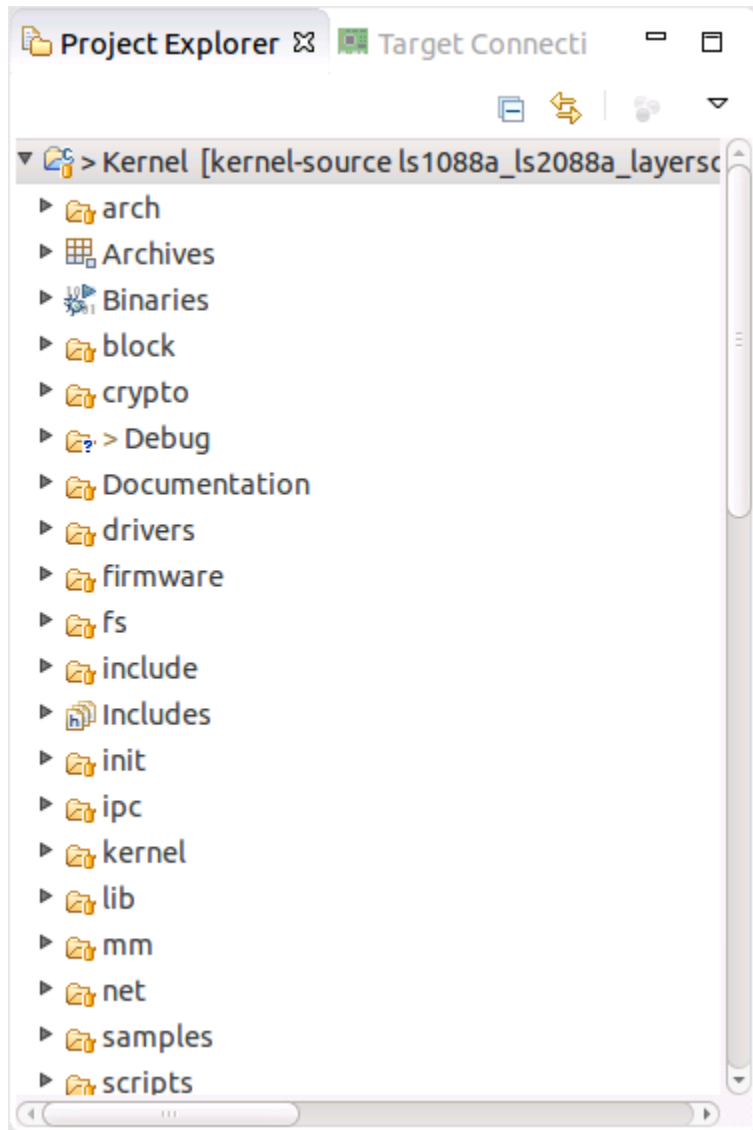 Project Explorer Target Connecti
> Kernel [kernel-source ls1088a_ls2088a_layersc
arch
Archives
Binaries
block
crypto
> Debug
Documentation
drivers
firmware
fs
include
Includes
init
ipc
kernel
lib
mm
net
samples
scripts